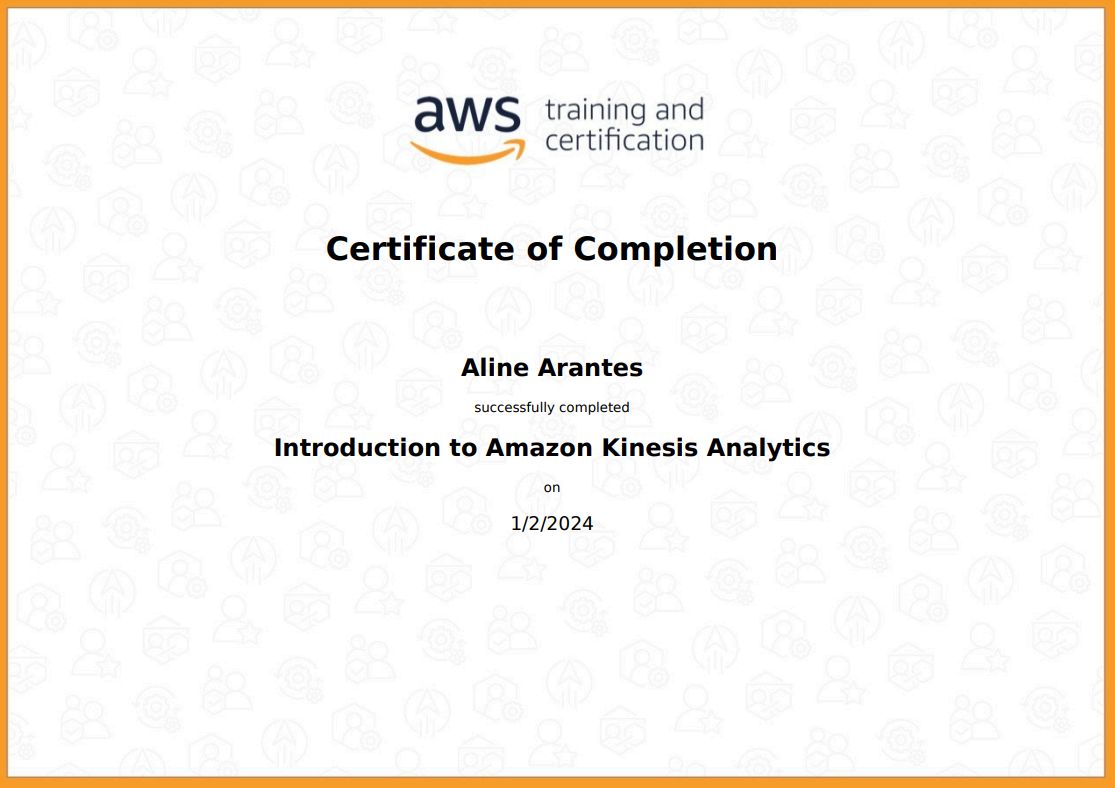 aws training and
certification
Certificate of Completion
Aline Arantes
successfully completed
Introduction to Amazon Kinesis Analytics
on
1/2/2024